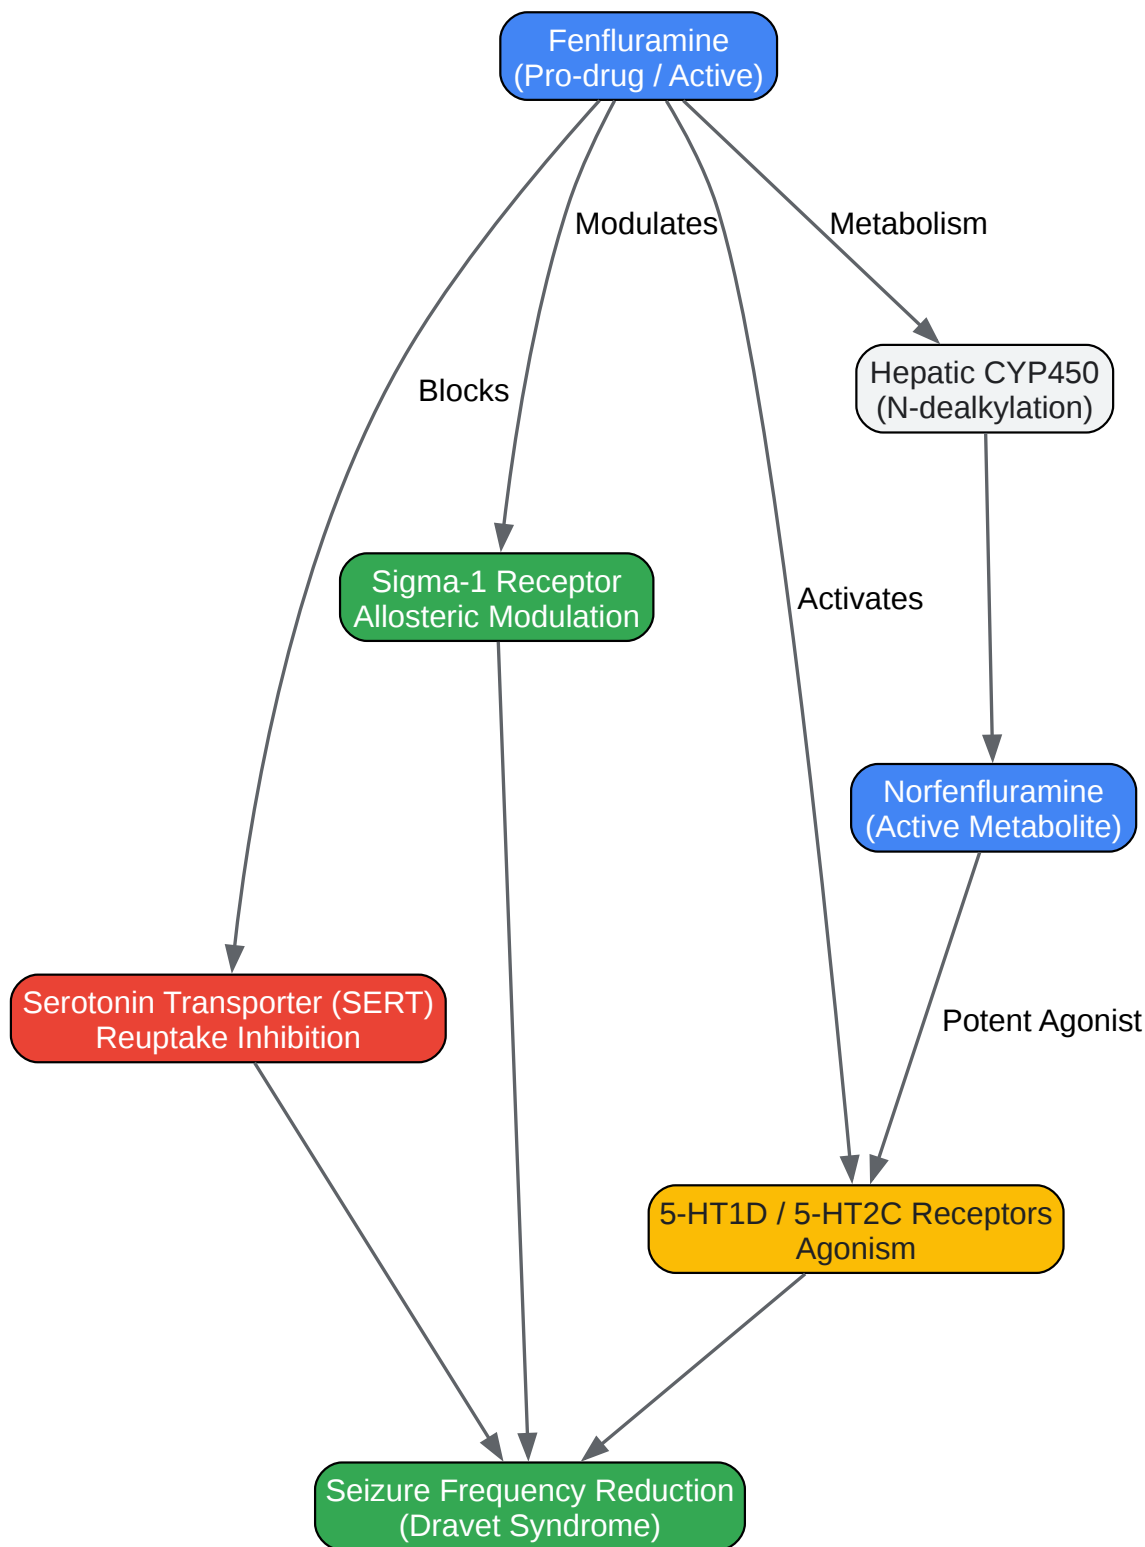 Fenfluramine
(Pro-drug / Active)
Modulates
Metabolism
Blocks
Hepatic CYP450
(N-dealkylation)
Sigma-1 Receptor
Allosteric Modulation
Activates
Norfenfluramine
(Active Metabolite)
Serotonin Transporter (SERT)
Reuptake Inhibition
Potent Agonist
5-HT1D / 5-HT2C Receptors
Agonism
Seizure Frequency Reduction
(Dravet Syndrome)